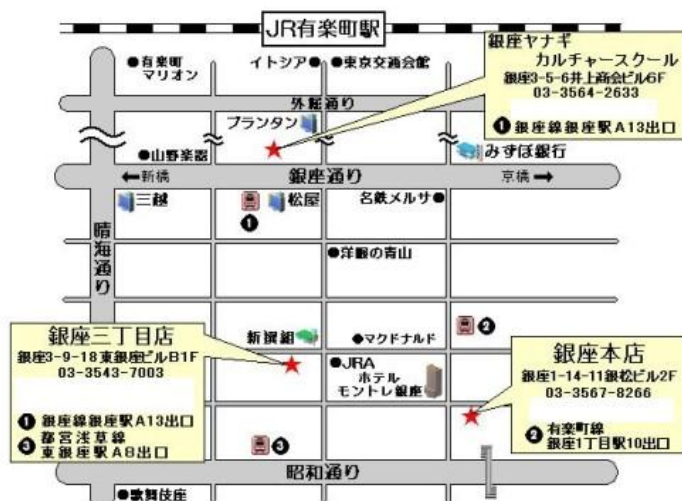 JR有楽町駅
有楽町
マリオン
イトシア
東京交通会館
銀座ヤナギ
カルチャースクール
銀座3-5-6井上商会ビル6F
03-3564-2633
❶ 銀座線銀座駅A13出口
外堀通り
プランタン
山野楽器
みずほ銀行
←新橋
銀座通り
京橋→
三越
松屋
❶
名鉄メルサ
晴海通り
洋服の青山
新撰組
マクドナルド
❷
銀座三丁目店
銀座3-9-18東銀座ビルB1F
03-3543-7003
❶ 銀座線銀座駅A13出口
❸ 都営浅草線
東銀座駅A8出口
JRA
ホテル
モントレ銀座
銀座本店
銀座1-14-11銀松ビル2F
03-3567-8266
❷ 有楽町線
銀座1丁目駅10出口
❸
昭和通り
歌舞伎座